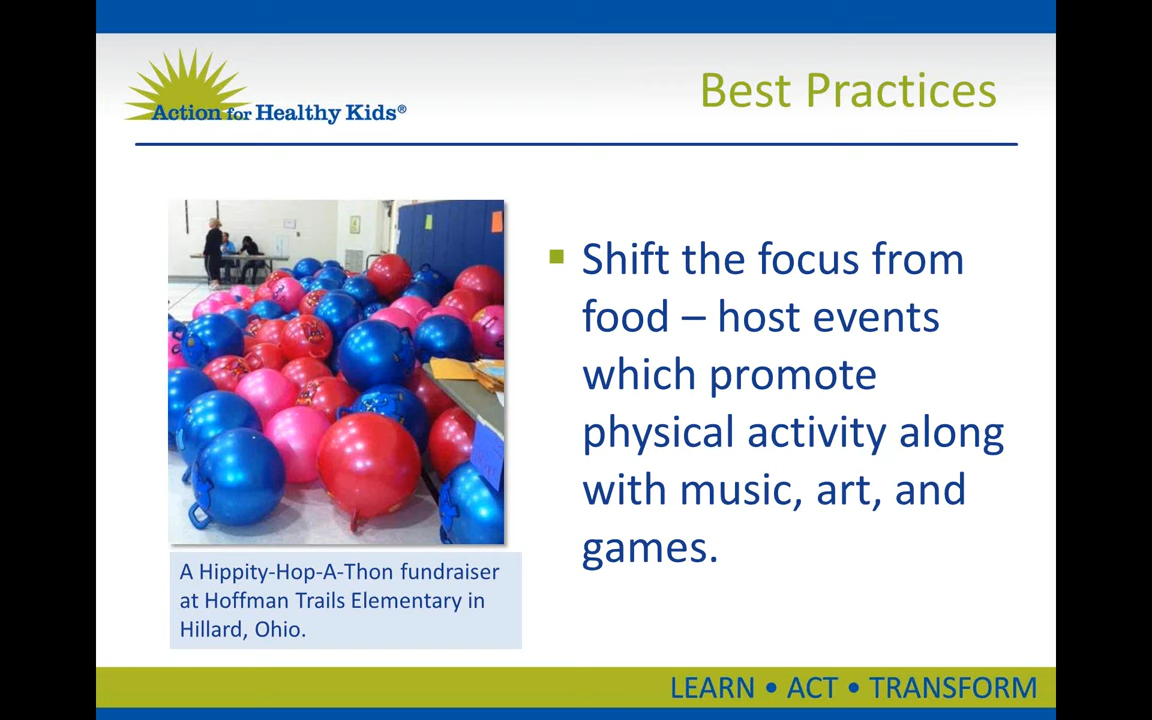 Action for Healthy Kids®
Best Practices
Shift the focus from
food – host events
which promote
physical activity along
with music, art, and
games.
A Hippity-Hop-A-Thon fundraiser
at Hoffman Trails Elementary in
Hillard, Ohio.
LEARN • ACT • TRANSFORM